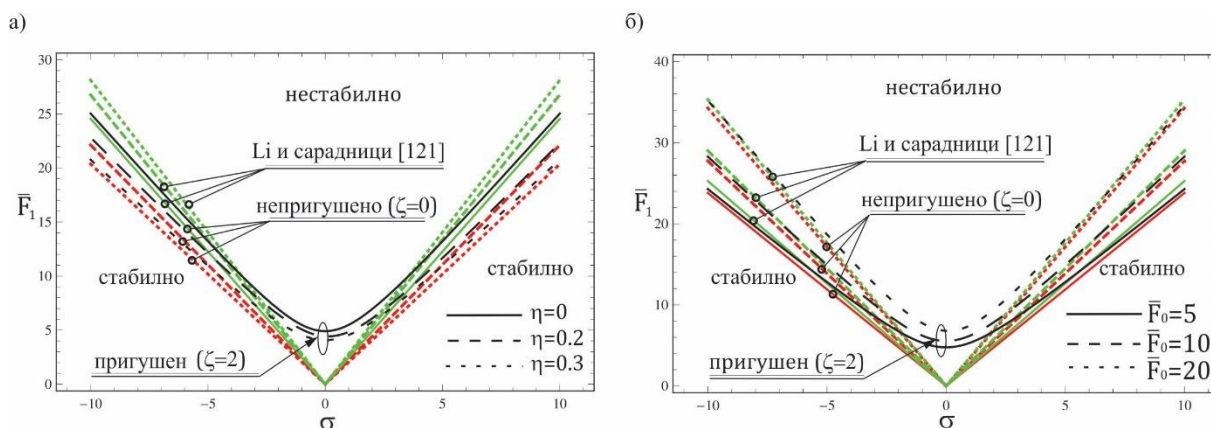 а)
30
25
20
15
10
5
0
F̅₁
-10
-5
0
5
10
σ
нестабилно
Li и сарадници [121]
непригушено (ζ=0)
стабилно
стабилно
η=0
η=0.2
η=0.3
пригушен (ζ=2)
б)
40
30
20
10
0
F̅₁
-10
-5
0
5
10
σ
нестабилно
Li и сарадници [121]
непригушено (ζ=0)
стабилно
стабилно
F̅₀=5
F̅₀=10
F̅₀=20
пригушен (ζ=2)